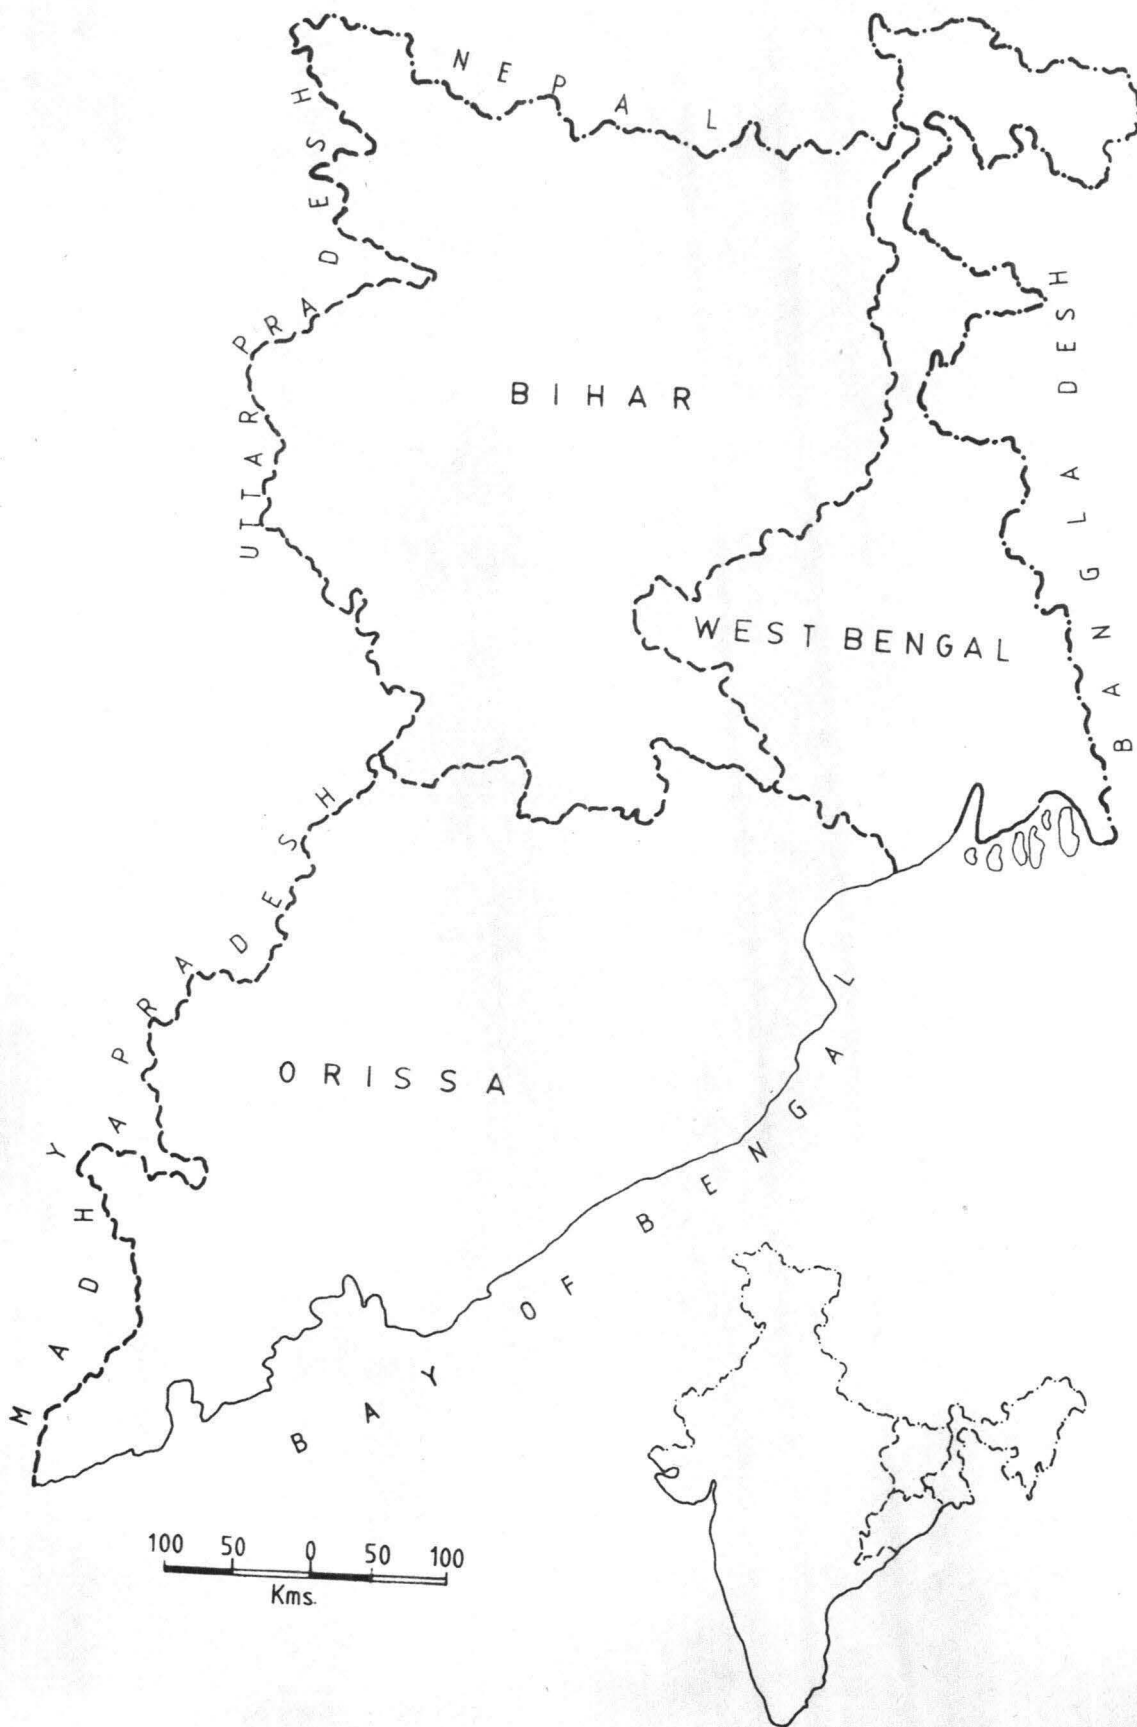 NEPAL
UTTAR PRADESH
BIHAR
BANGLA DESH
WEST BENGAL
MADHYA PRADESH
ORISSA
BAY OF BENGAL
100 50 0 50 100
Kms.